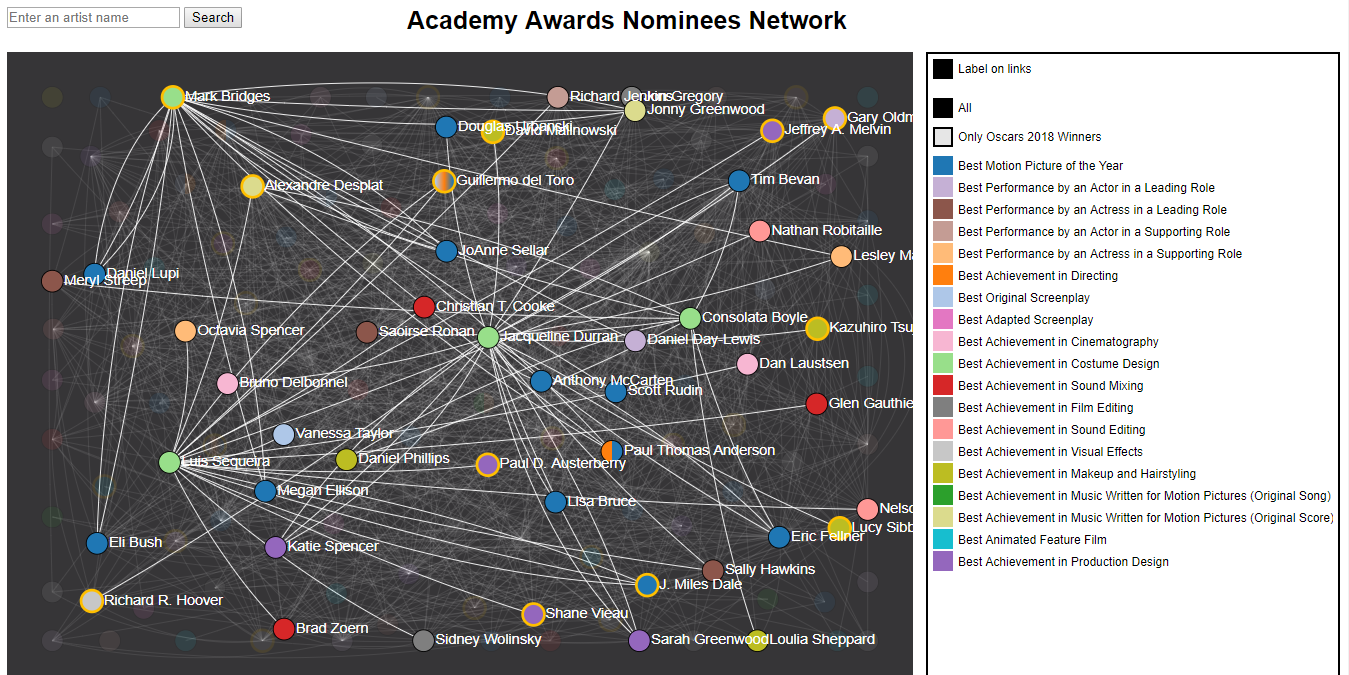 Enter an artist name
Search
Academy Awards Nominees Network
Mark Bridges
Richard Jenkins
Jon Gregory
Jonny Greenwood
Gary Oldm
Douglas Urbanski
David Malinowski
Jeffrey A. Melvin
Alexandre Desplat
Guillermo del Toro
Tim Bevan
Nathan Robitaille
JoAnne Sellar
Lesley Ma
Daniel Lupi
Meryl Streep
Christian T. Cooke
Consolata Boyle
Octavia Spencer
Saoirse Ronan
Jacqueline Durran
Daniel Day-Lewis
Kazuhiro Tsu
Dan Laustsen
Bruno Delbonnel
Anthony McCarten
Scott Rudin
Glen Gauthie
Vanessa Taylor
Paul Thomas Anderson
Luis Sequeira
Daniel Phillips
Paul D. Austerberry
Megan Ellison
Lisa Bruce
Nelso
Lucy Sibb
Eric Fellner
Eli Bush
Katie Spencer
Sally Hawkins
J. Miles Dale
Richard R. Hoover
Shane Vieau
Brad Zoern
Sidney Wolinsky
Sarah Greenwood
Loulia Sheppard
Label on links
All
Only Oscars 2018 Winners
Best Motion Picture of the Year
Best Performance by an Actor in a Leading Role
Best Performance by an Actress in a Leading Role
Best Performance by an Actor in a Supporting Role
Best Performance by an Actress in a Supporting Role
Best Achievement in Directing
Best Original Screenplay
Best Adapted Screenplay
Best Achievement in Cinematography
Best Achievement in Costume Design
Best Achievement in Sound Mixing
Best Achievement in Film Editing
Best Achievement in Sound Editing
Best Achievement in Visual Effects
Best Achievement in Makeup and Hairstyling
Best Achievement in Music Written for Motion Pictures (Original Song)
Best Achievement in Music Written for Motion Pictures (Original Score)
Best Animated Feature Film
Best Achievement in Production Design